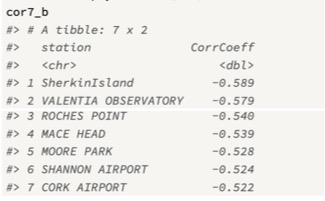 cor7_b
#> # A tibble: 7 x 2
#>   station              CorrCoeff
#>   <chr>                    <dbl>
#> 1 SherkinIsland           -0.589
#> 2 VALENTIA OBSERVATORY    -0.579
#> 3 ROCHES POINT            -0.540
#> 4 MACE HEAD               -0.539
#> 5 MOORE PARK              -0.528
#> 6 SHANNON AIRPORT         -0.524
#> 7 CORK AIRPORT            -0.522